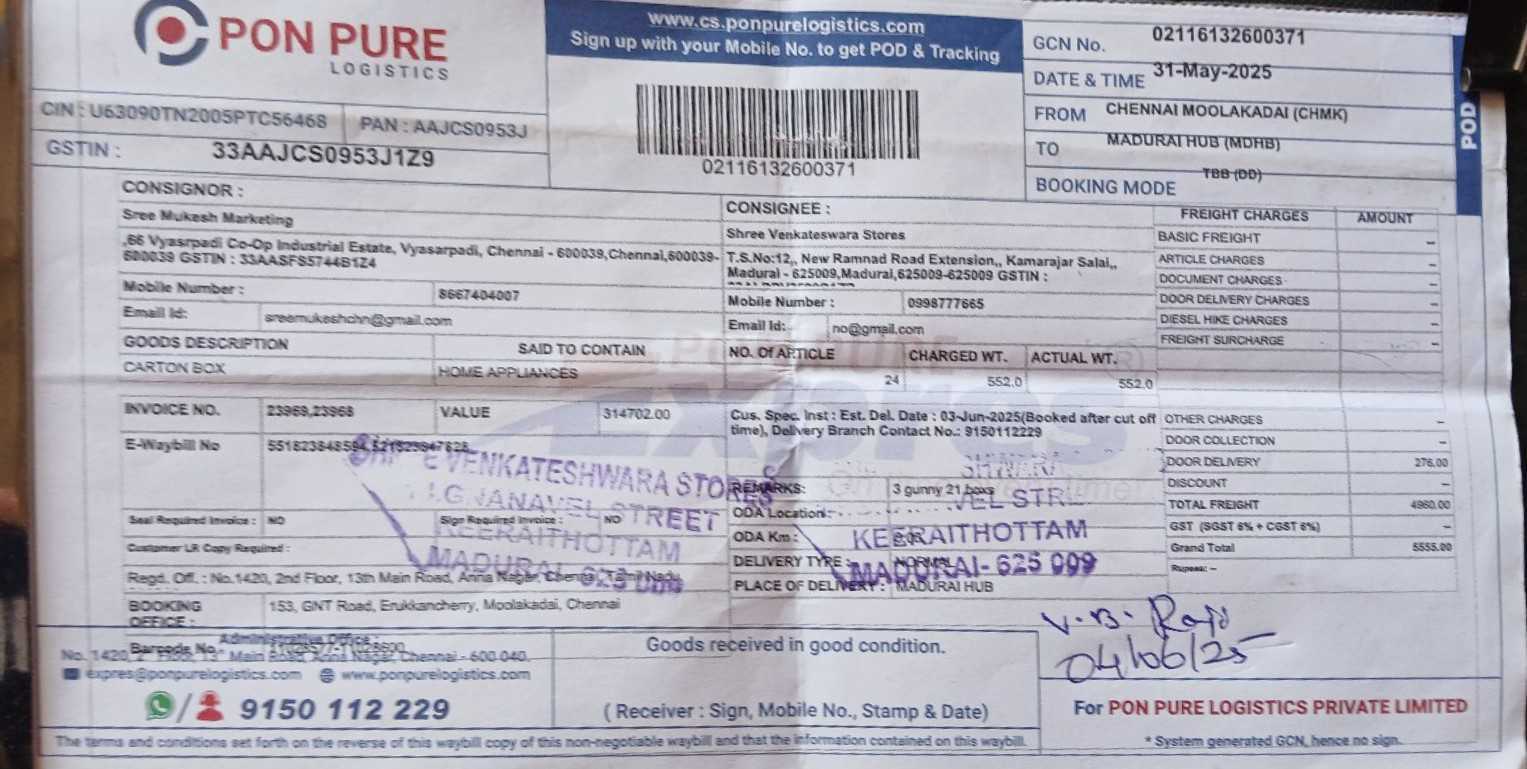 PON PURE
LOGISTICS
CIN : U63090TN2005PTC56468
PAN : AAJCS0953J
GSTIN : 33AAJCS0953J1Z9
www.cs.ponpurelogistics.com
Sign up with your Mobile No. to get POD & Tracking
02116132600371
GCN No. 02116132600371
DATE & TIME 31-May-2025
FROM CHENNAI MOOLAKADAI (CHMK)
TO MADURAI HUB (MDHB)
BOOKING MODE TBB (DD)
POD
CONSIGNOR :
Sree Mukesh Marketing
,66 Vyasrpadi Co-Op Industrial Estate, Vyasarpadi, Chennai - 600039,Chennai,600039-
600039 GSTIN : 33AASFS5744B1Z4
Mobile Number : 8667404007
Email Id: sreemukeshchn@gmail.com
CONSIGNEE :
Shree Venkateswara Stores
T.S.No:12,, New Ramnad Road Extension,, Kamarajar Salai,,
Madurai - 625009,Madurai,625009-625009 GSTIN :
Mobile Number : 0998777665
Email Id: no@gmail.com
GOODS DESCRIPTION SAID TO CONTAIN
CARTON BOX HOME APPLIANCES
NO. Of ARTICLE CHARGED WT. ACTUAL WT.
24 552.0 552.0
FREIGHT CHARGES AMOUNT
BASIC FREIGHT –
ARTICLE CHARGES –
DOCUMENT CHARGES –
DOOR DELIVERY CHARGES –
DIESEL HIKE CHARGES –
FREIGHT SURCHARGE –
INVOICE NO. 23969,23968 VALUE 314702.00
E-Waybill No
Cus. Spec. Inst : Est. Del. Date : 03-Jun-2025(Booked after cut off
time), Delivery Branch Contact No.: 9150112229
OTHER CHARGES –
DOOR COLLECTION –
DOOR DELIVERY 276.00
DISCOUNT –
TOTAL FREIGHT 4960.00
GST (SGST 6% + CGST 6%) –
Grand Total 5555.00
Rupees: –
REMARKS: 3 gunny 21 boxs
ODA Location:
ODA Km :
DELIVERY TYPE : NORMAL
PLACE OF DELIVERY : MADURAI HUB
VENKATESHWARA STORES
GNANAVEL STREET
KEERAITHOTTAM
MADURAI
KEERAITHOTTAM
MADURAI - 625 009
Seal Required Invoice : NO Sign Required Invoice : NO
Customer LR Copy Required :
Regd. Off. : No.1420, 2nd Floor, 13th Main Road, Anna Nagar, Chennai, Tamil Nadu
BOOKING OFFICE : 153, GNT Road, Erukkancherry, Moolakadai, Chennai
Barcode No
Administrative Office :
No. 1420, 2nd Floor, 13th Main Road, Anna Nagar, Chennai - 600 040.
expres@ponpurelogistics.com www.ponpurelogistics.com
9150 112 229
Goods received in good condition.
( Receiver : Sign, Mobile No., Stamp & Date)
04/06/25
For PON PURE LOGISTICS PRIVATE LIMITED
* System generated GCN, hence no sign.
The terms and conditions set forth on the reverse of this waybill copy of this non-negotiable waybill and that the information contained on this waybill.